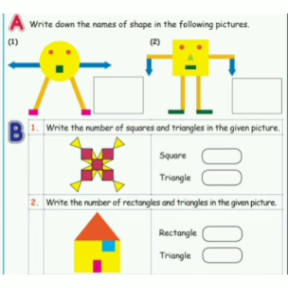 A Write down the names of shape in the following pictures.
(1) (2)
B 1. Write the number of squares and triangles in the given picture.
Square
Triangle
2. Write the number of rectangles and triangles in the given picture.
Rectangle
Triangle